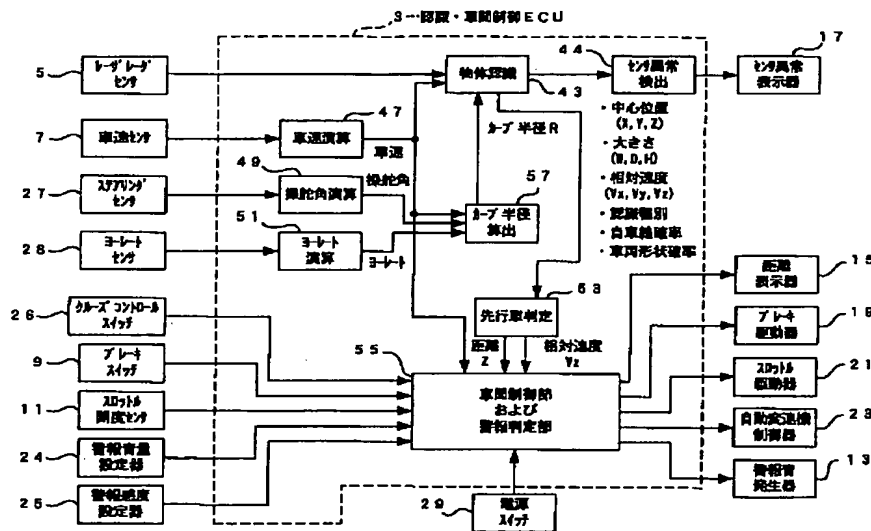 3…認識・車間制御ECU
5
レーザレーダ
センサ
物体認識
43
44
センサ異常
検出
17
センサ異常
表示器
7
車速センサ
47
車速演算
車速
カーブ半径R
・中心位置
(X,Y,Z)
・大きさ
(W,D,H)
・相対速度
(Vx,Vy,Vz)
・認識種別
・自車線確率
・車両形状確率
27
ステアリング
センサ
49
操舵角演算
操舵角
57
カーブ半径
算出
28
ヨーレート
センサ
51
ヨーレート
演算
ヨーレート
53
先行車判定
距離
Z
相対速度
Vz
26
クルーズコントロール
スイッチ
9
ブレーキ
スイッチ
11
スロットル
開度センサ
24
警報音量
設定器
25
警報感度
設定器
55
車間制御部
および
警報判定部
29
電源
スイッチ
15
距離
表示器
19
ブレーキ
駆動器
21
スロットル
駆動器
23
自動変速機
制御器
13
警報音
発生器